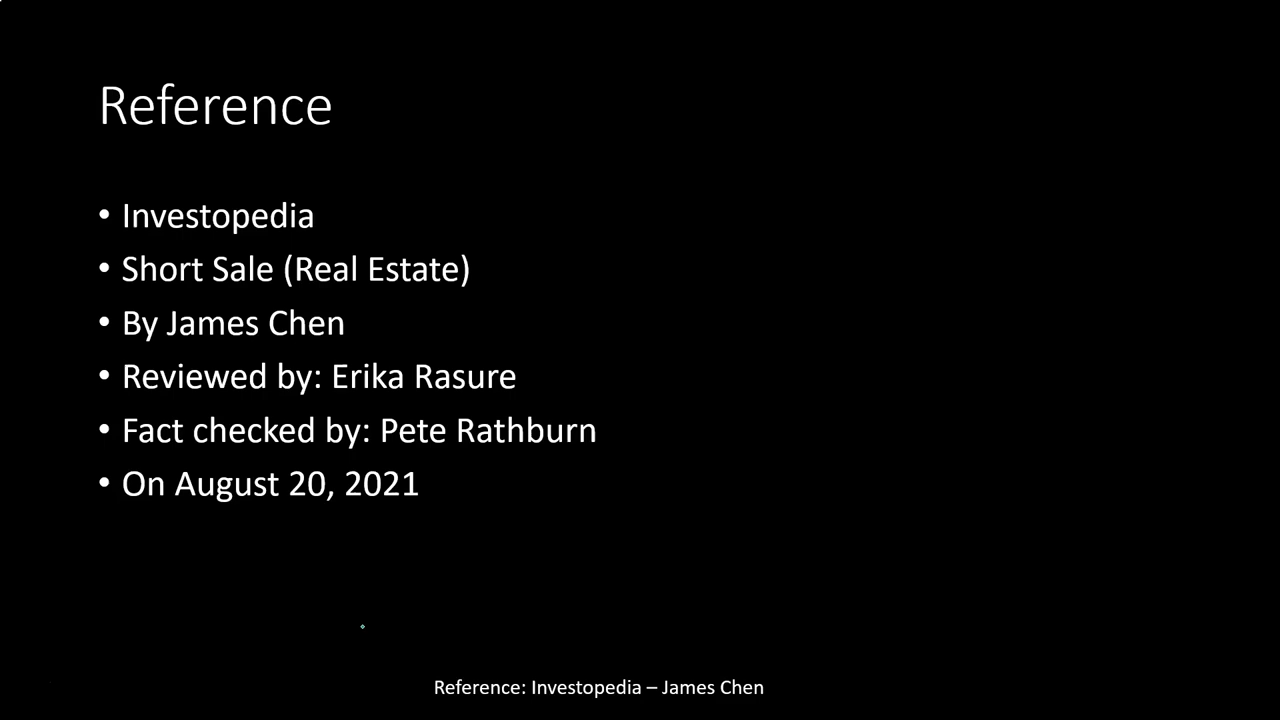 Reference
• Investopedia
• Short Sale (Real Estate)
• By James Chen
• Reviewed by: Erika Rasure
• Fact checked by: Pete Rathburn
• On August 20, 2021
Reference: Investopedia – James Chen